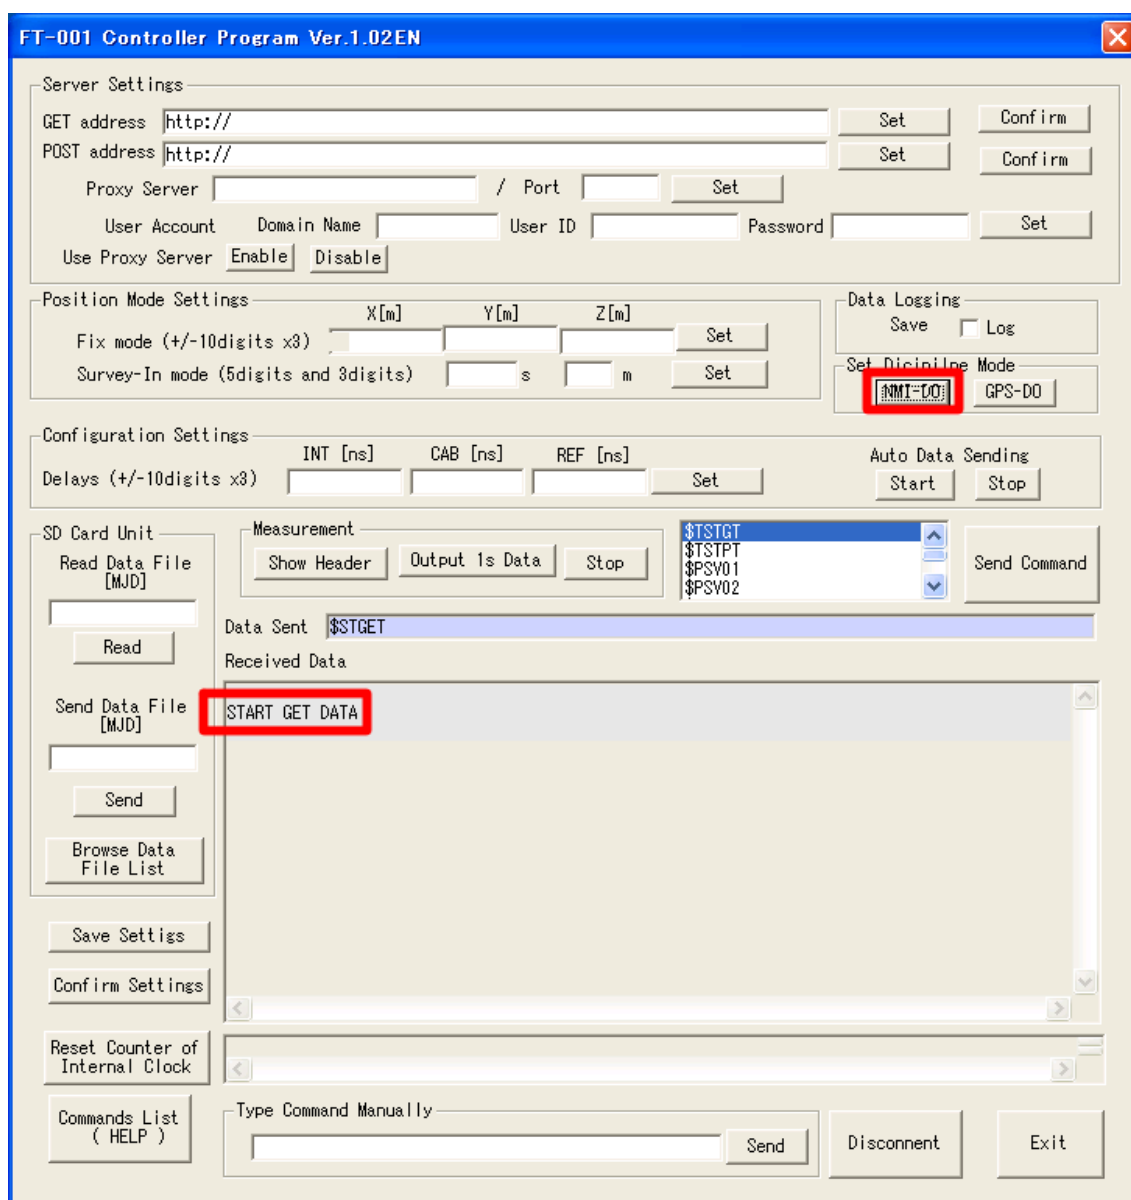 FT-001 Controller Program Ver.1.02EN
Server Settings
GET address http:// Set Confirm
POST address http:// Set Confirm
Proxy Server / Port Set
User Account Domain Name User ID Password Set
Use Proxy Server Enable Disable
Position Mode Settings
X[m] Y[m] Z[m]
Fix mode (+/-10digits x3) Set
Survey-In mode (5digits and 3digits) s m Set
Data Logging
Save Log
Set Dicipilne Mode
NMI-DO GPS-DO
Configuration Settings
INT [ns] CAB [ns] REF [ns]
Delays (+/-10digits x3) Set
Auto Data Sending
Start Stop
SD Card Unit
Read Data File
[MJD]
Read
Send Data File
[MJD]
Send
Browse Data
File List
Measurement
Show Header Output 1s Data Stop
$TSTGT
$TSTPT
$PSV01
$PSV02
Send Command
Data Sent $STGET
Received Data
START GET DATA
Save Settigs
Confirm Settings
Reset Counter of
Internal Clock
Commands List
( HELP )
Type Command Manually
Send
Disconnent
Exit